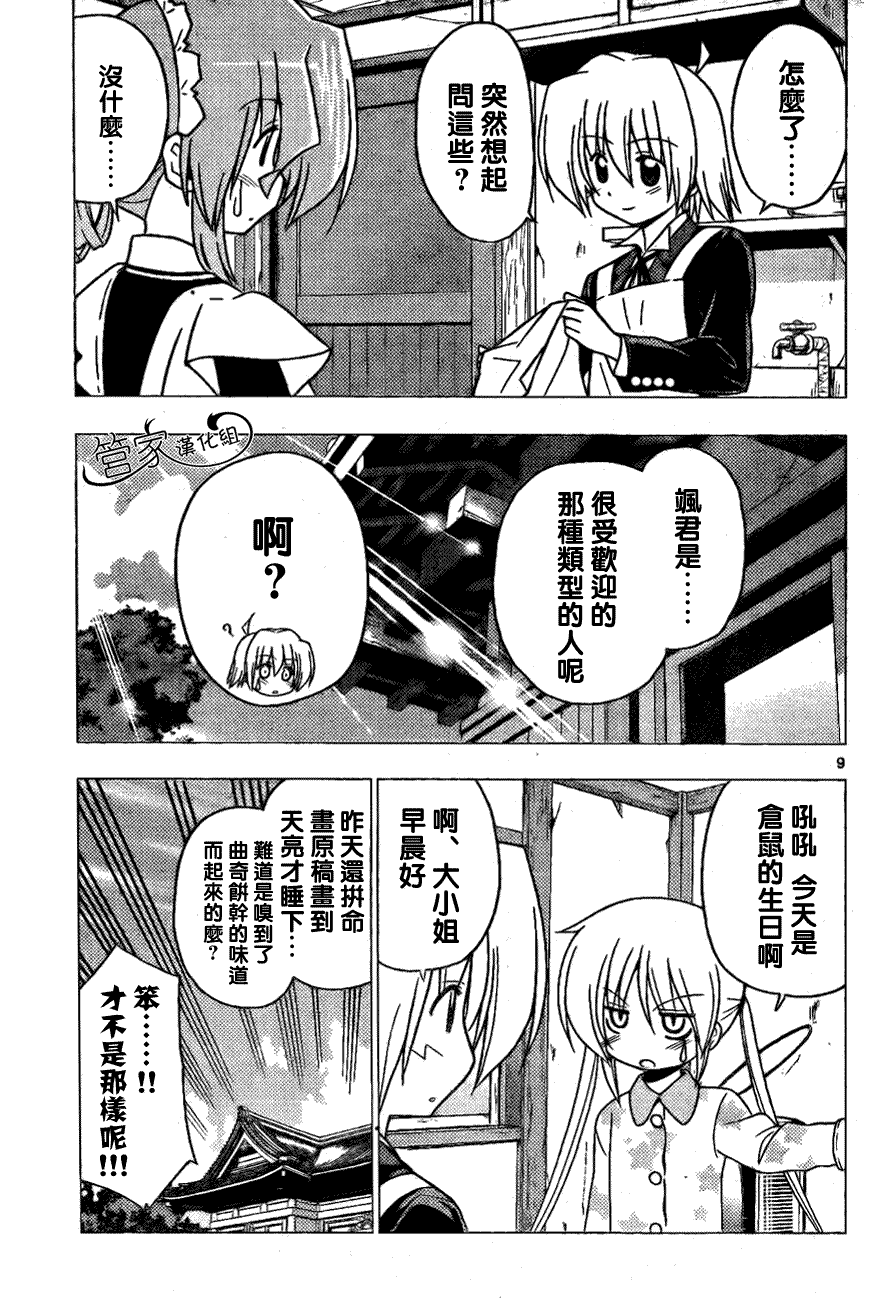 怎麼了……
突然想起
問這些？
沒什麼……
管家漢化組
颯君是……
很受歡迎的
那種類型的人呢
啊？
?
9
吼吼 今天是
倉鼠的生日啊
啊、大小姐
早晨好
昨天還拚命
畫原稿畫到
天亮才睡下…
難道是嗅到了
曲奇餅幹的味道
而起來的麼？
笨……!!
才不是那樣呢!!!